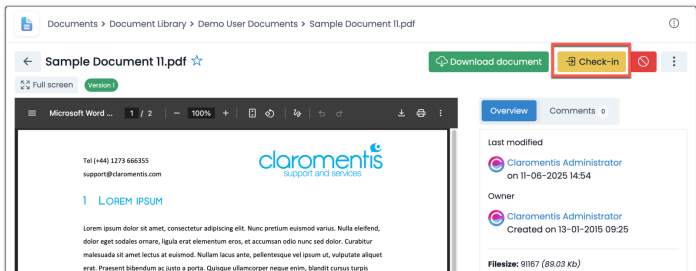 Documents > Document Library > Demo User Documents > Sample Document 11.pdf
Sample Document 11.pdf
Download document
Check-in
Full screen
Version 1
Microsoft Word ...
1 / 2
100%
Overview
Comments 0
Tel (+44) 1273 666355
support@claromentis.com
claromentis
support and services
1 LOREM IPSUM
Lorem ipsum dolor sit amet, consectetur adipiscing elit. Nunc pretium euismod varius. Nulla eleifend,
dolor eget sodales ornare, ligula erat elementum eros, et accumsan odio nunc sed dolor. Curabitur
malesuada sit amet lectus at euismod. Nullam lacus ante, pellentesque vel ipsum ut, vulputate aliquet
erat. Praesent bibendum ac justo a porta. Quisque ullamcorper neque enim, blandit cursus turpis
Last modified
Claromentis Administrator
on 11-06-2025 14:54
Owner
Claromentis Administrator
Created on 13-01-2015 09:25
Filesize: 91167 (89.03 Kb)